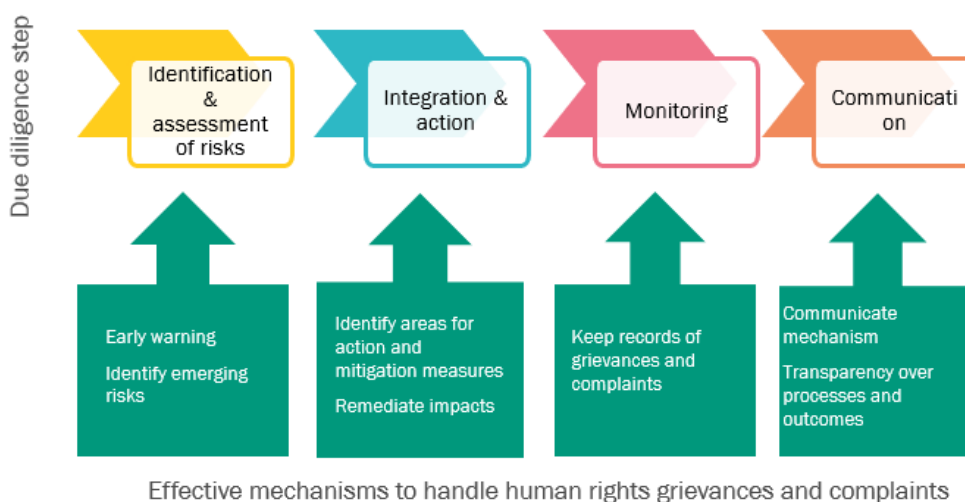 Due diligence step
Identification
&
assessment
of risks
Integration &
action
Monitoring
Communicati
on
Early warning
Identify emerging
risks
Identify areas for
action and
mitigation measures
Remediate impacts
Keep records of
grievances and
complaints
Communicate
mechanism
Transparency over
processes and
outcomes
Effective mechanisms to handle human rights grievances and complaints